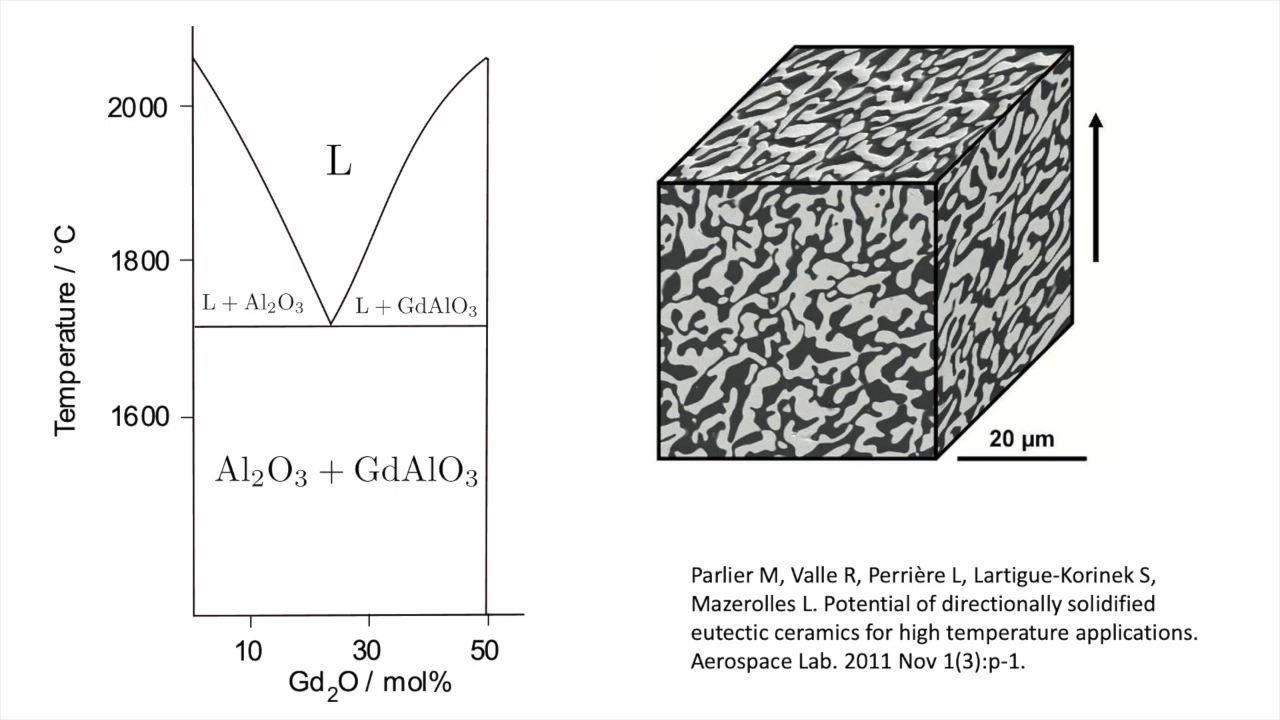 2000
1800
1600
Temperature / °C
L
L + Al₂O₃
L + GdAlO₃
Al₂O₃ + GdAlO₃
10 30 50
Gd₂O / mol%
20 µm
Parlier M, Valle R, Perrière L, Lartigue-Korinek S,
Mazerolles L. Potential of directionally solidified
eutectic ceramics for high temperature applications.
Aerospace Lab. 2011 Nov 1(3):p-1.